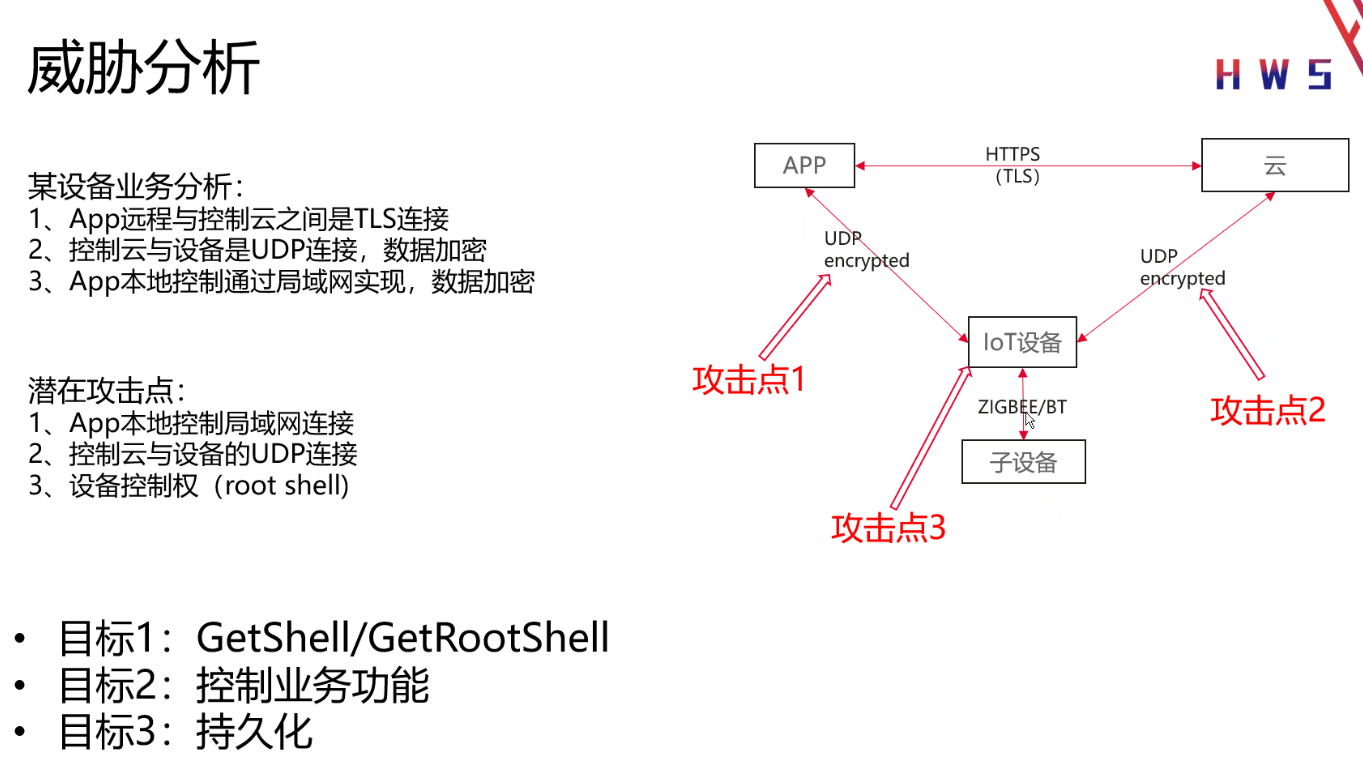 威胁分析
HWS
某设备业务分析：
1、App远程与控制云之间是TLS连接
2、控制云与设备是UDP连接，数据加密
3、App本地控制通过局域网实现，数据加密
潜在攻击点：
1、App本地控制局域网连接
2、控制云与设备的UDP连接
3、设备控制权（root shell)
APP
HTTPS
（TLS）
云
UDP
encrypted
UDP
encrypted
IoT设备
攻击点1
攻击点2
ZIGBEE/BT
子设备
攻击点3
• 目标1：GetShell/GetRootShell
• 目标2：控制业务功能
• 目标3：持久化